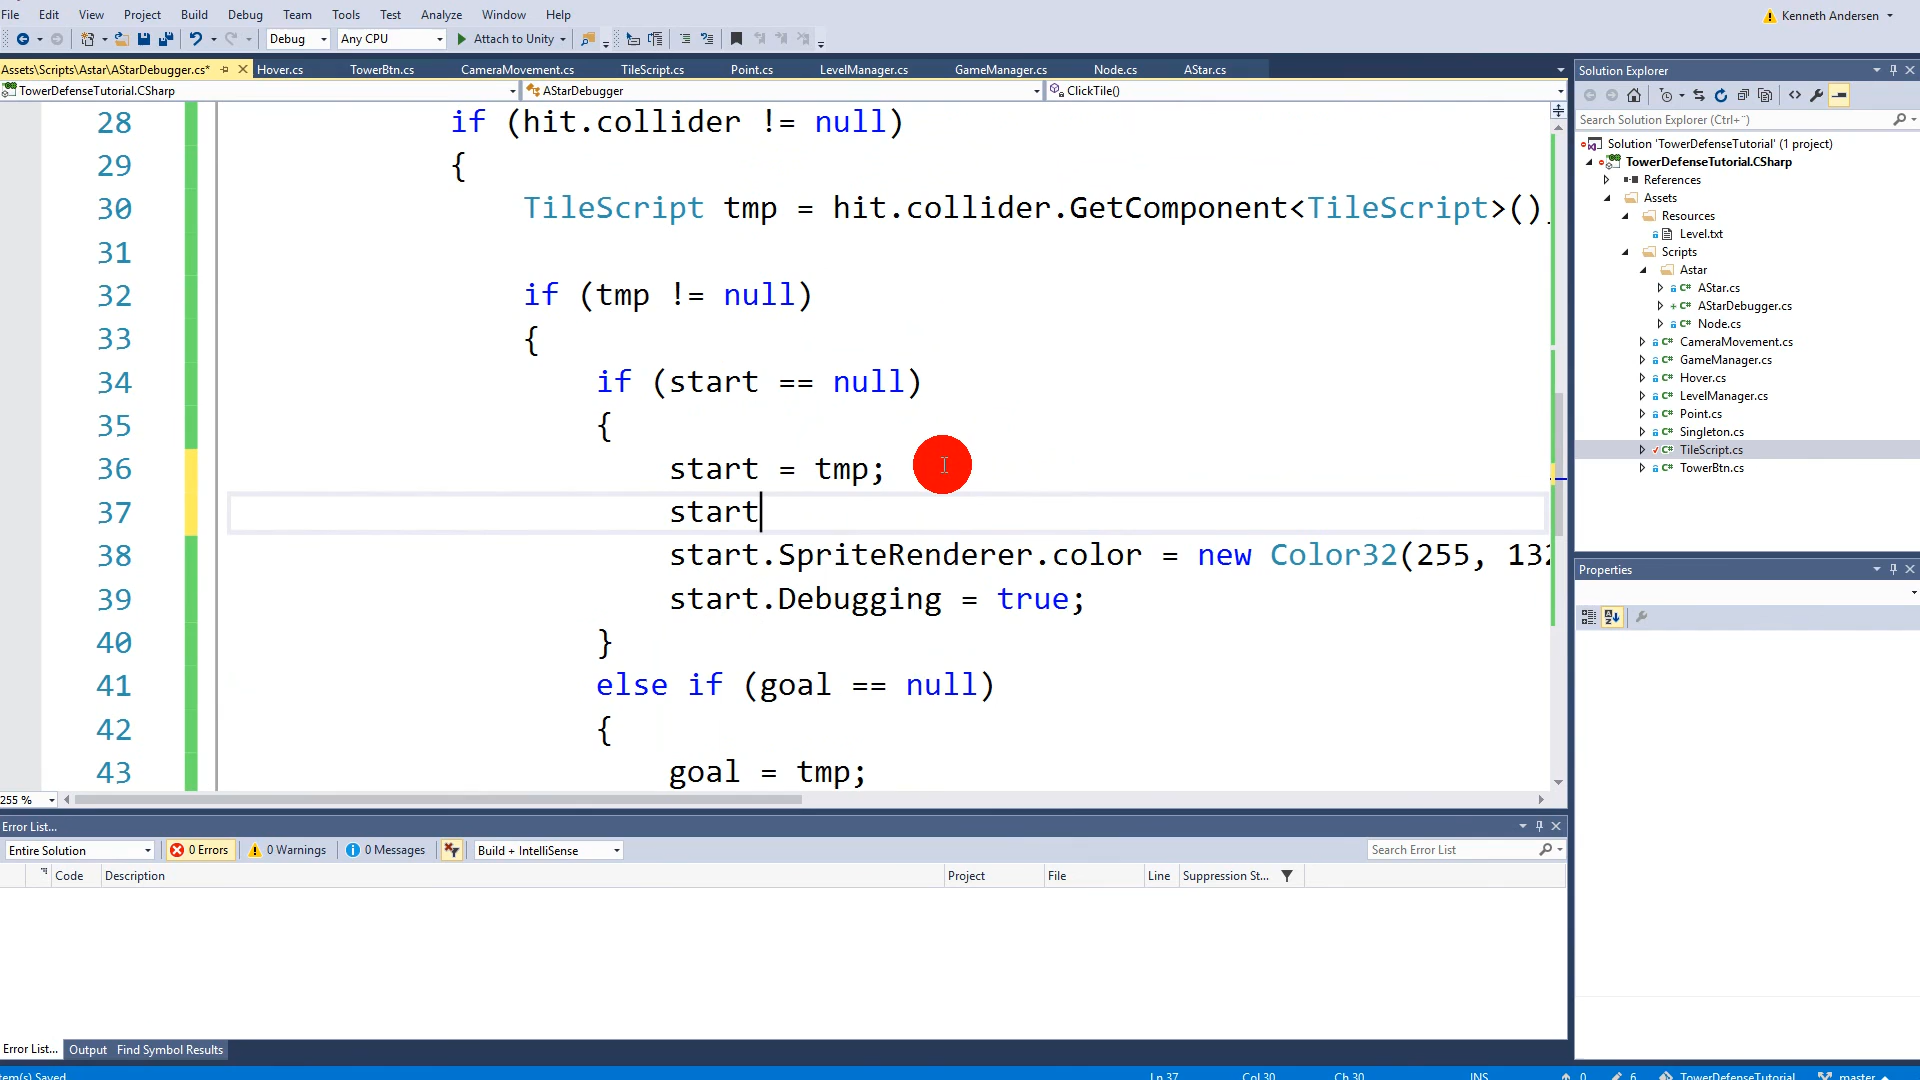 File Edit View Project Build Debug Team Tools Test Analyze Window Help Kenneth Andersen
Debug Any CPU Attach to Unity
Assets\Scripts\Astar\AStarDebugger.cs* Hover.cs TowerBtn.cs CameraMovement.cs TileScript.cs Point.cs LevelManager.cs GameManager.cs Node.cs AStar.cs
TowerDefenseTutorial.CSharp AStarDebugger ClickTile()
28 if (hit.collider != null)
29 {
30 TileScript tmp = hit.collider.GetComponent<TileScript>()
31
32 if (tmp != null)
33 {
34 if (start == null)
35 {
36 start = tmp;
37 start
38 start.SpriteRenderer.color = new Color32(255, 132
39 start.Debugging = true;
40 }
41 else if (goal == null)
42 {
43 goal = tmp;
255 %
Error List...
Entire Solution 0 Errors 0 Warnings 0 Messages Build + IntelliSense Search Error List
Code Description Project File Line Suppression St...
Error List... Output Find Symbol Results
Solution Explorer
Search Solution Explorer (Ctrl+¨)
Solution 'TowerDefenseTutorial' (1 project)
TowerDefenseTutorial.CSharp
References
Assets
Resources
Level.txt
Scripts
Astar
AStar.cs
AStarDebugger.cs
Node.cs
CameraMovement.cs
GameManager.cs
Hover.cs
LevelManager.cs
Point.cs
Singleton.cs
TileScript.cs
TowerBtn.cs
Properties
tem(s) Saved Ln 37 Col 30 Ch 30 INS 0 6 TowerDefenseTutorial master